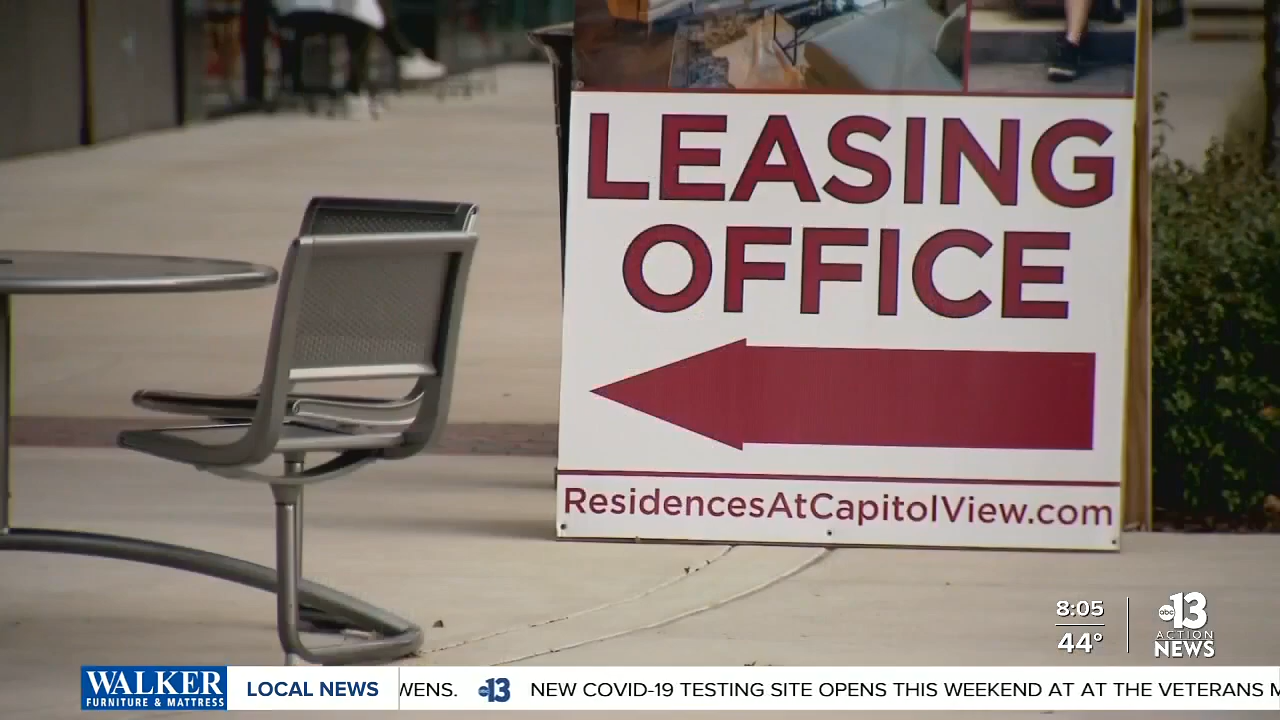 LEASING
OFFICE
ResidencesAtCapitolView.com
8:05
44°
abc 13
ACTION
NEWS
WALKER
FURNITURE & MATTRESS
LOCAL NEWS
WENS.
13
NEW COVID-19 TESTING SITE OPENS THIS WEEKEND AT AT THE VETERANS M